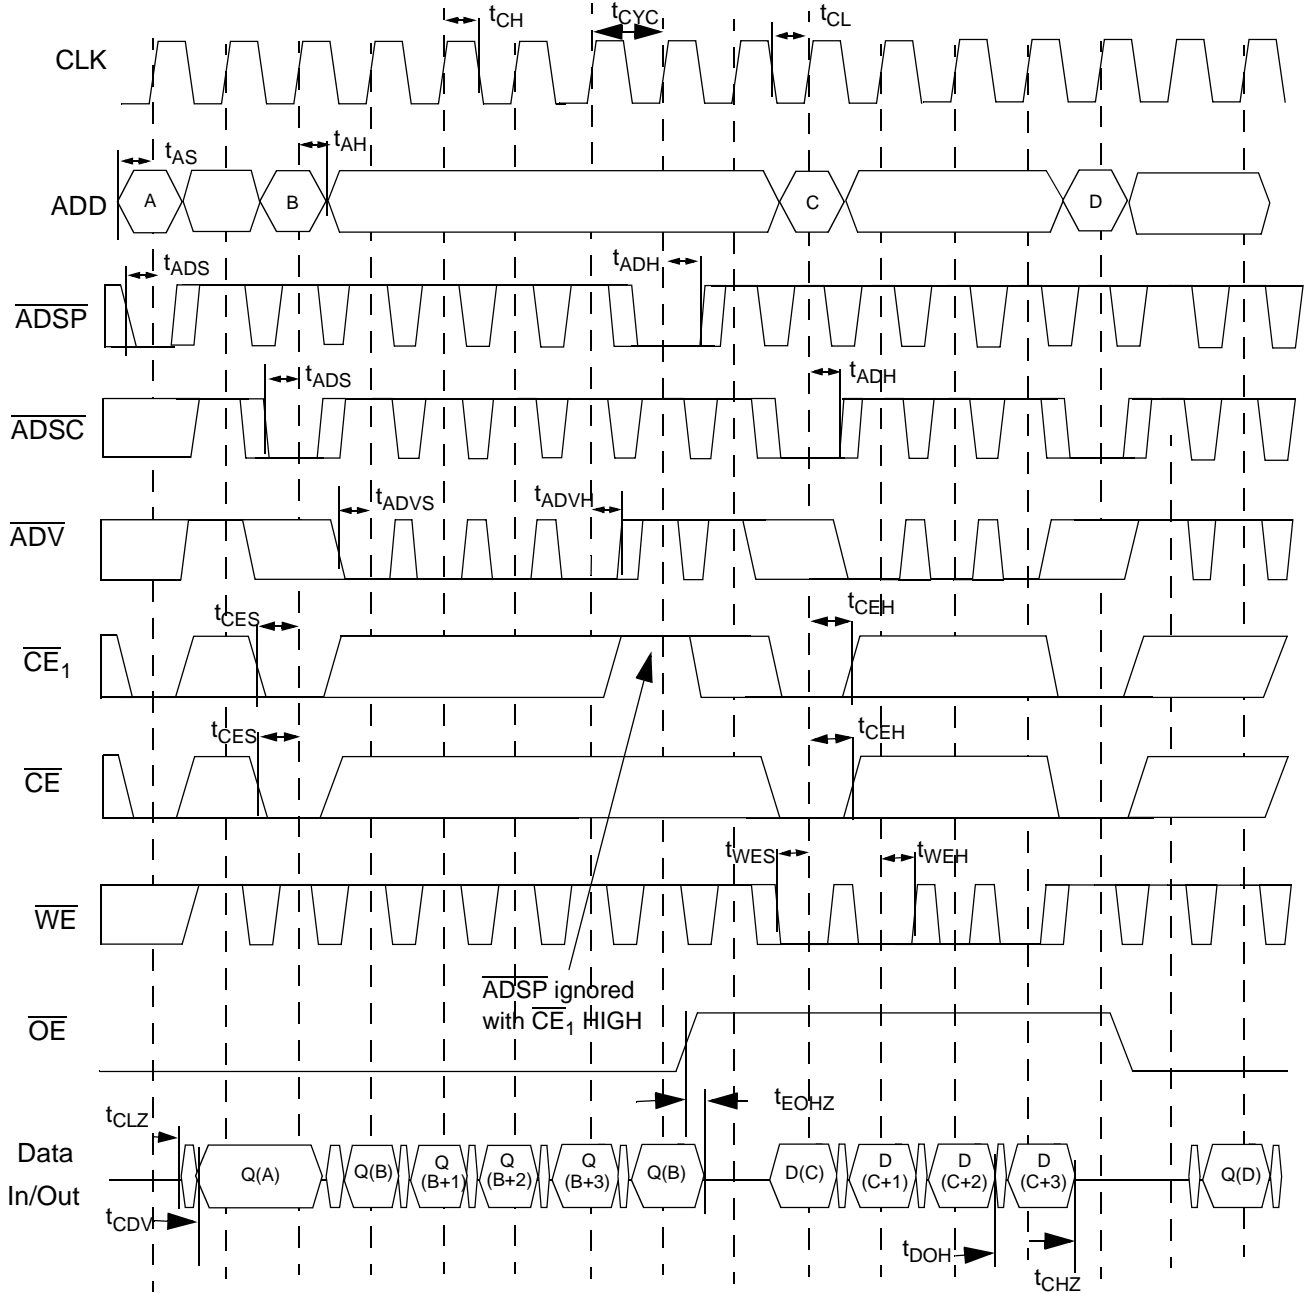 tCH
tCYC
tCL
CLK
tAS
tAH
ADD
A
B
C
D
tADS
tADH
ADSP
tADS
tADH
ADSC
tADVS
tADVH
ADV
tCES
tCEH
CE1
tCES
tCEH
CE
tWES
tWEH
WE
ADSP ignored
with CE1 HIGH
OE
tCLZ
tEOHZ
Data
In/Out
Q(A)
Q(B)
Q
(B+1)
Q
(B+2)
Q
(B+3)
Q(B)
D(C)
D
(C+1)
D
(C+2)
D
(C+3)
Q(D)
tCDV
tDOH
tCHZ